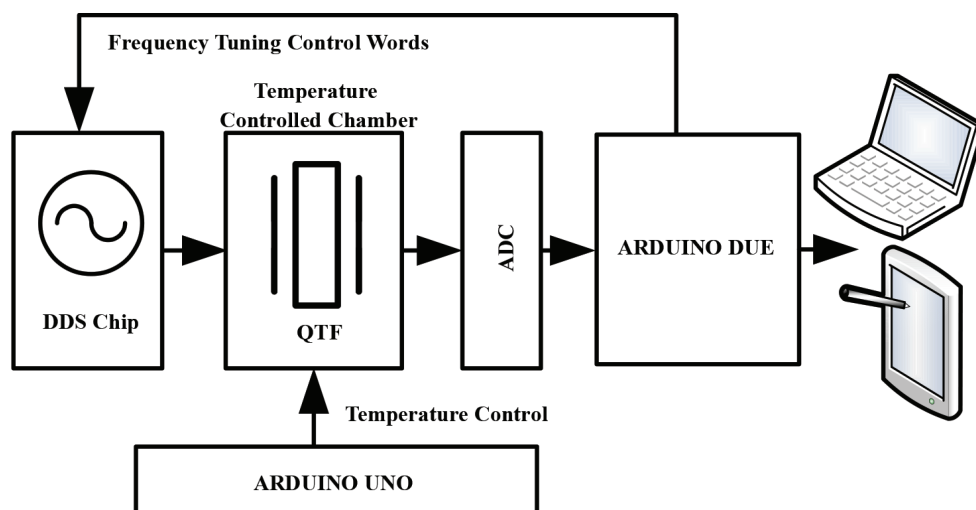 Frequency Tuning Control Words
Temperature
Controlled Chamber
DDS Chip
QTF
ADC
ARDUINO DUE
Temperature Control
ARDUINO UNO